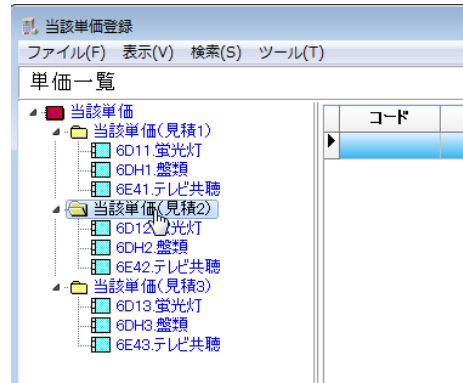 当該単価登録
ファイル(F) 表示(V) 検索(S) ツール(T)
単価一覧
当該単価
当該単価(見積1)
6D11.蛍光灯
6DH1.盤類
6E41.テレビ共聴
当該単価(見積2)
6D12.蛍光灯
6DH2.盤類
6E42.テレビ共聴
当該単価(見積3)
6D13.蛍光灯
6DH3.盤類
6E43.テレビ共聴
コード